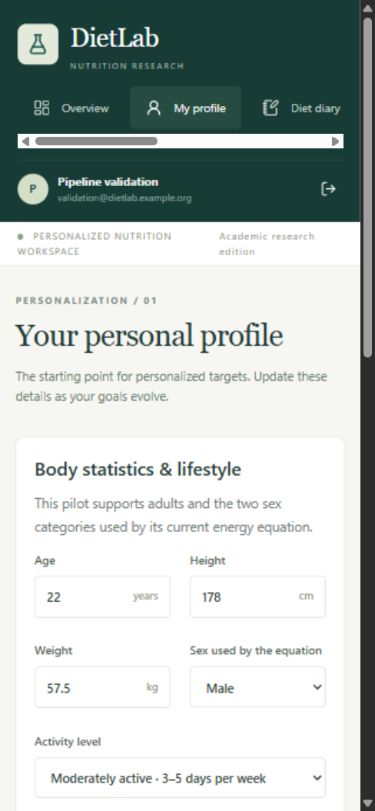 DietLab
NUTRITION RESEARCH
Overview
My profile
Diet diary
P
Pipeline validation
validation@dietlab.example.org
PERSONALIZED NUTRITION
WORKSPACE
Academic research
edition
PERSONALIZATION / 01
Your personal profile
The starting point for personalized targets. Update these
details as your goals evolve.
Body statistics & lifestyle
This pilot supports adults and the two sex
categories used by its current energy equation.
Age
Height
22 years
178 cm
Weight
Sex used by the equation
57.5 kg
Male
Activity level
Moderately active · 3–5 days per week